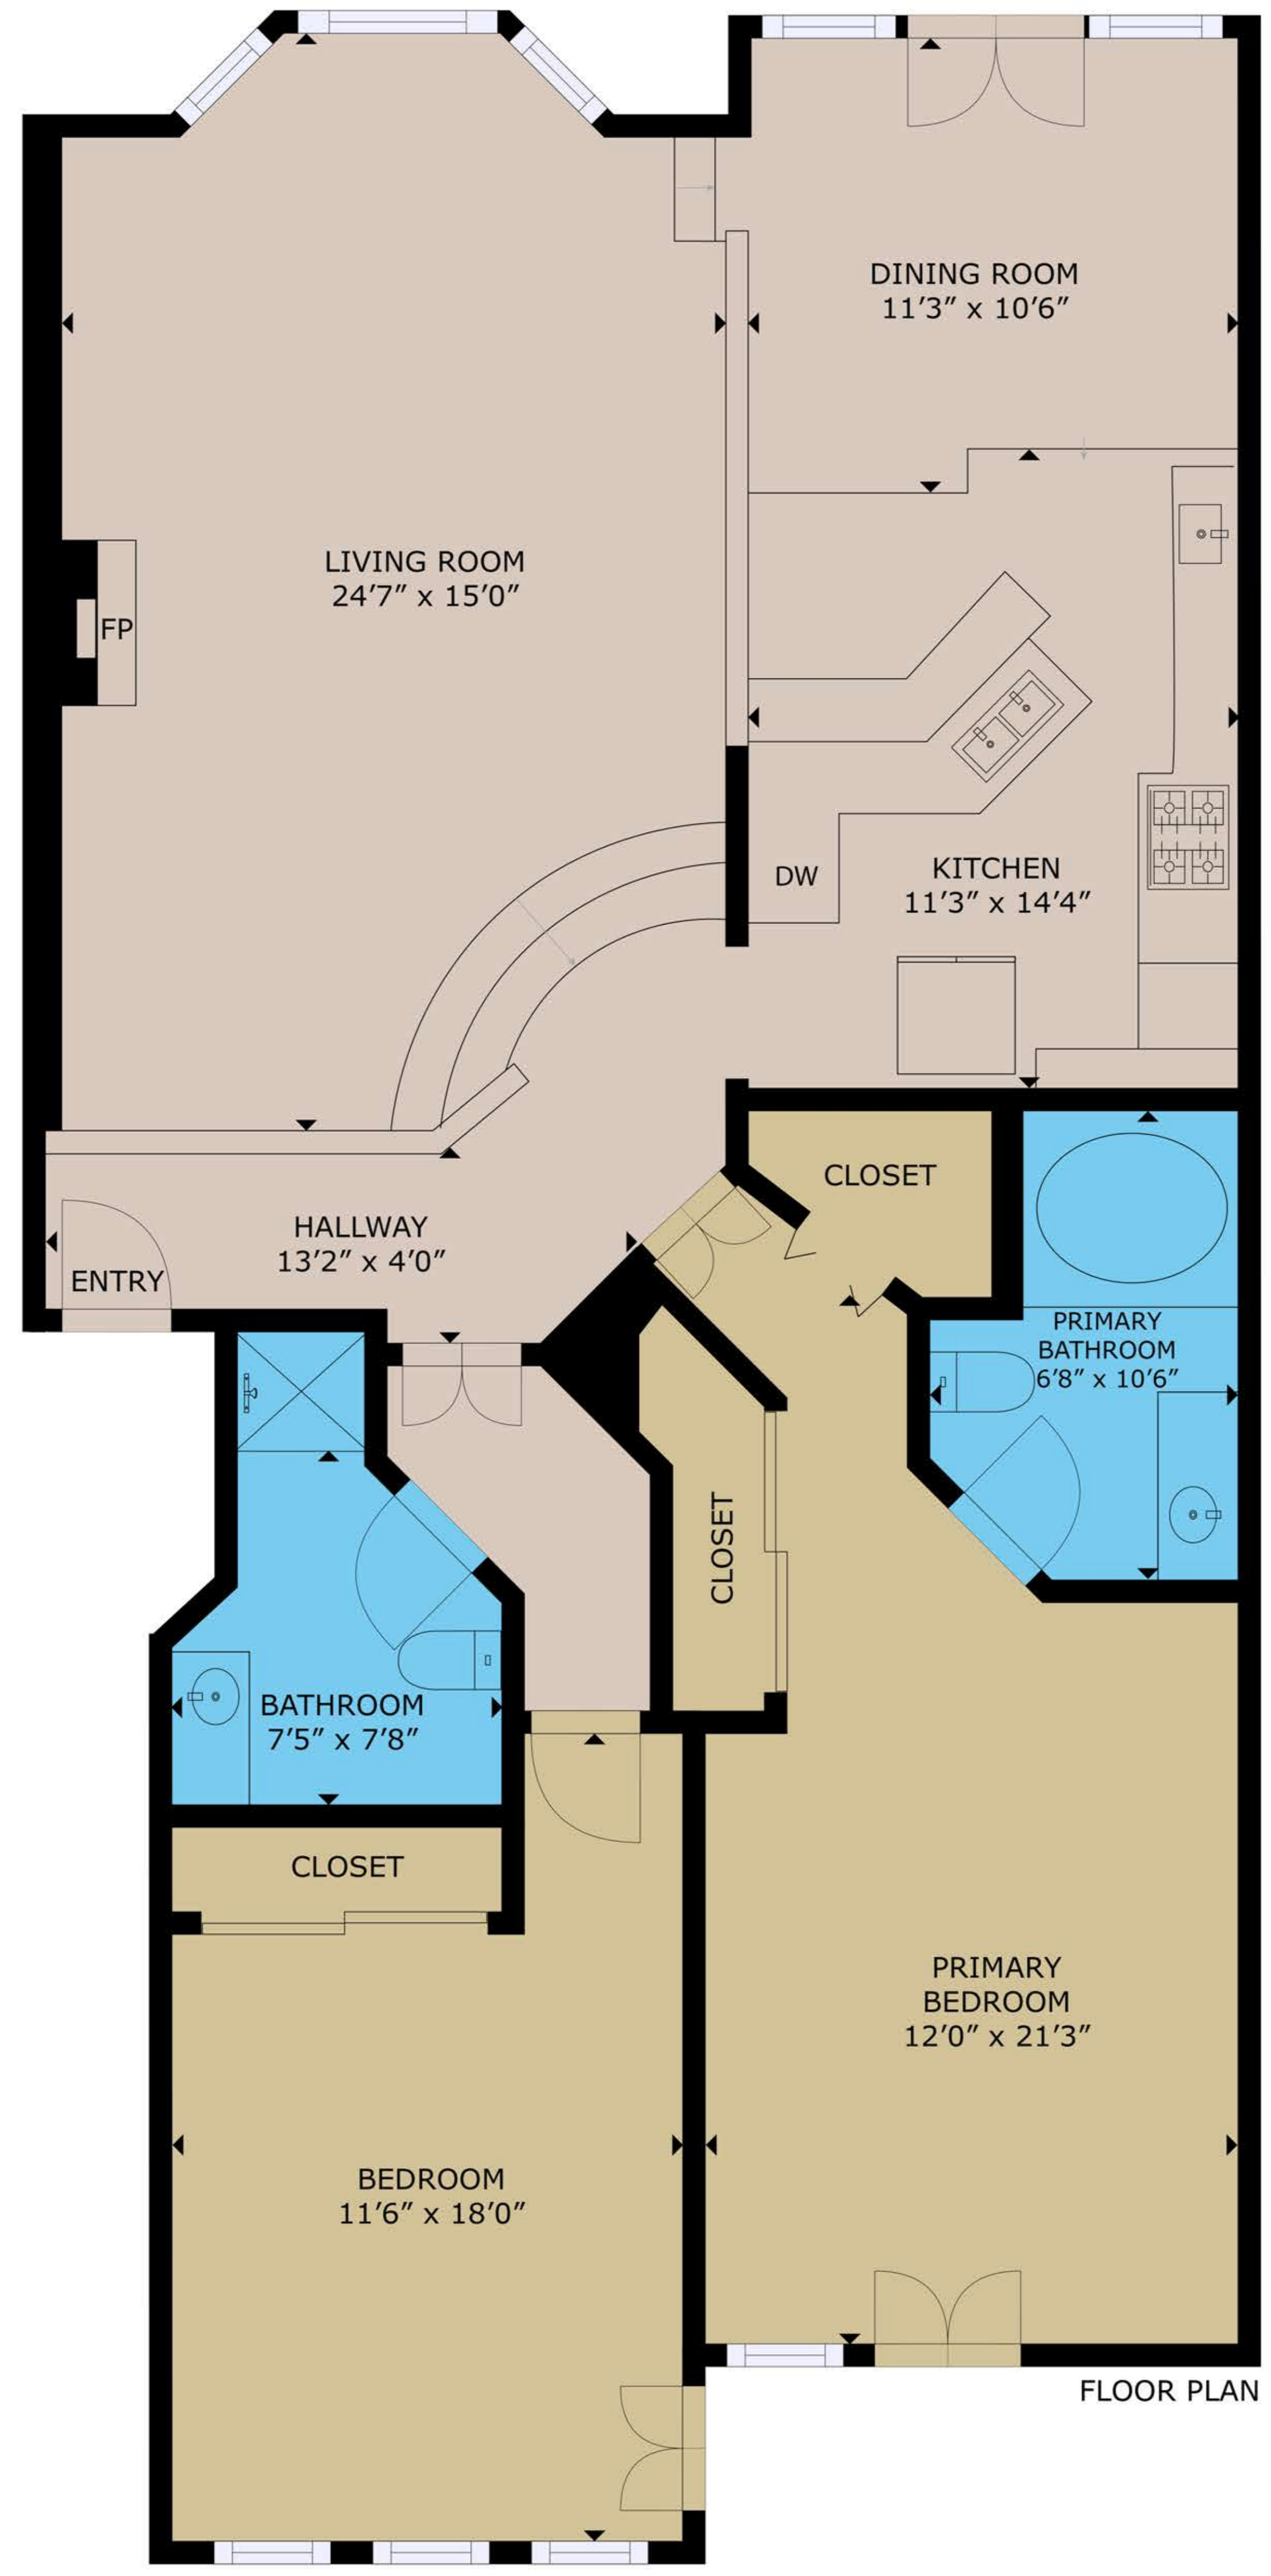 DINING ROOM
11'3" x 10'6"
LIVING ROOM
24'7" x 15'0"
FP
DW
KITCHEN
11'3" x 14'4"
CLOSET
HALLWAY
13'2" x 4'0"
ENTRY
PRIMARY
BATHROOM
6'8" x 10'6"
CLOSET
BATHROOM
7'5" x 7'8"
CLOSET
PRIMARY
BEDROOM
12'0" x 21'3"
BEDROOM
11'6" x 18'0"
FLOOR PLAN